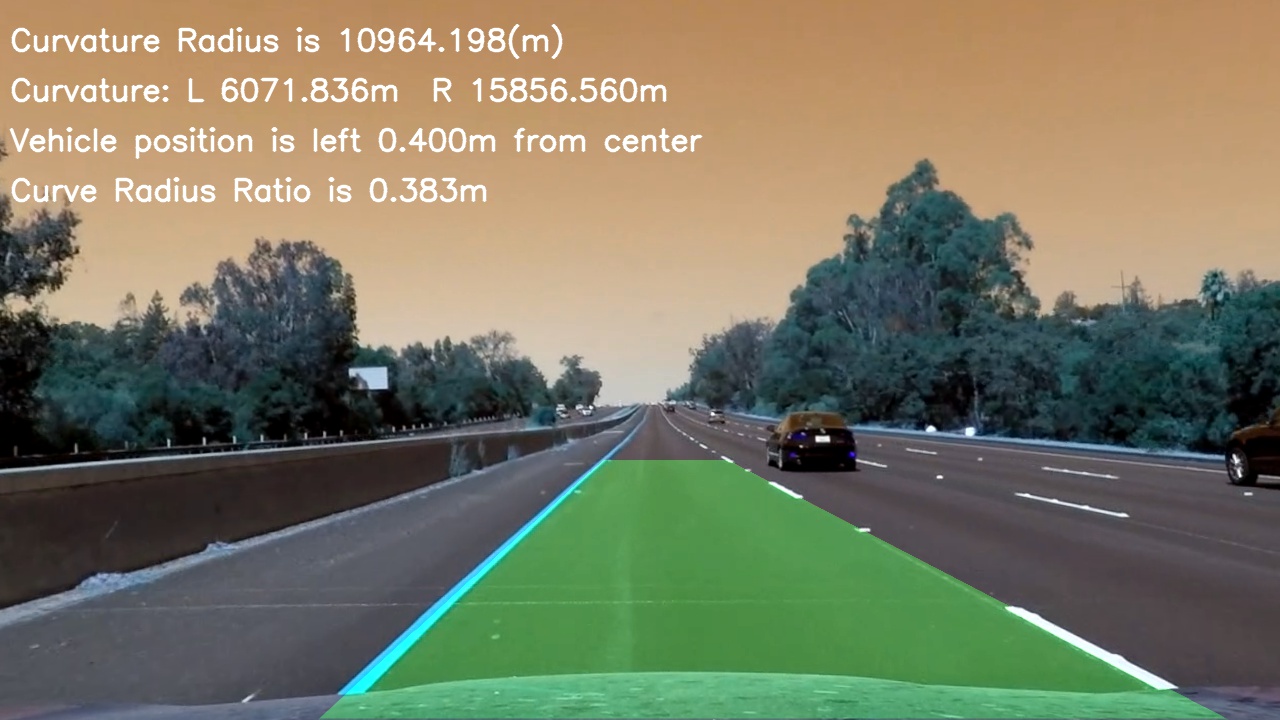 Curvature Radius is 10964.198(m)
Curvature: L 6071.836m R 15856.560m
Vehicle position is left 0.400m from center
Curve Radius Ratio is 0.383m